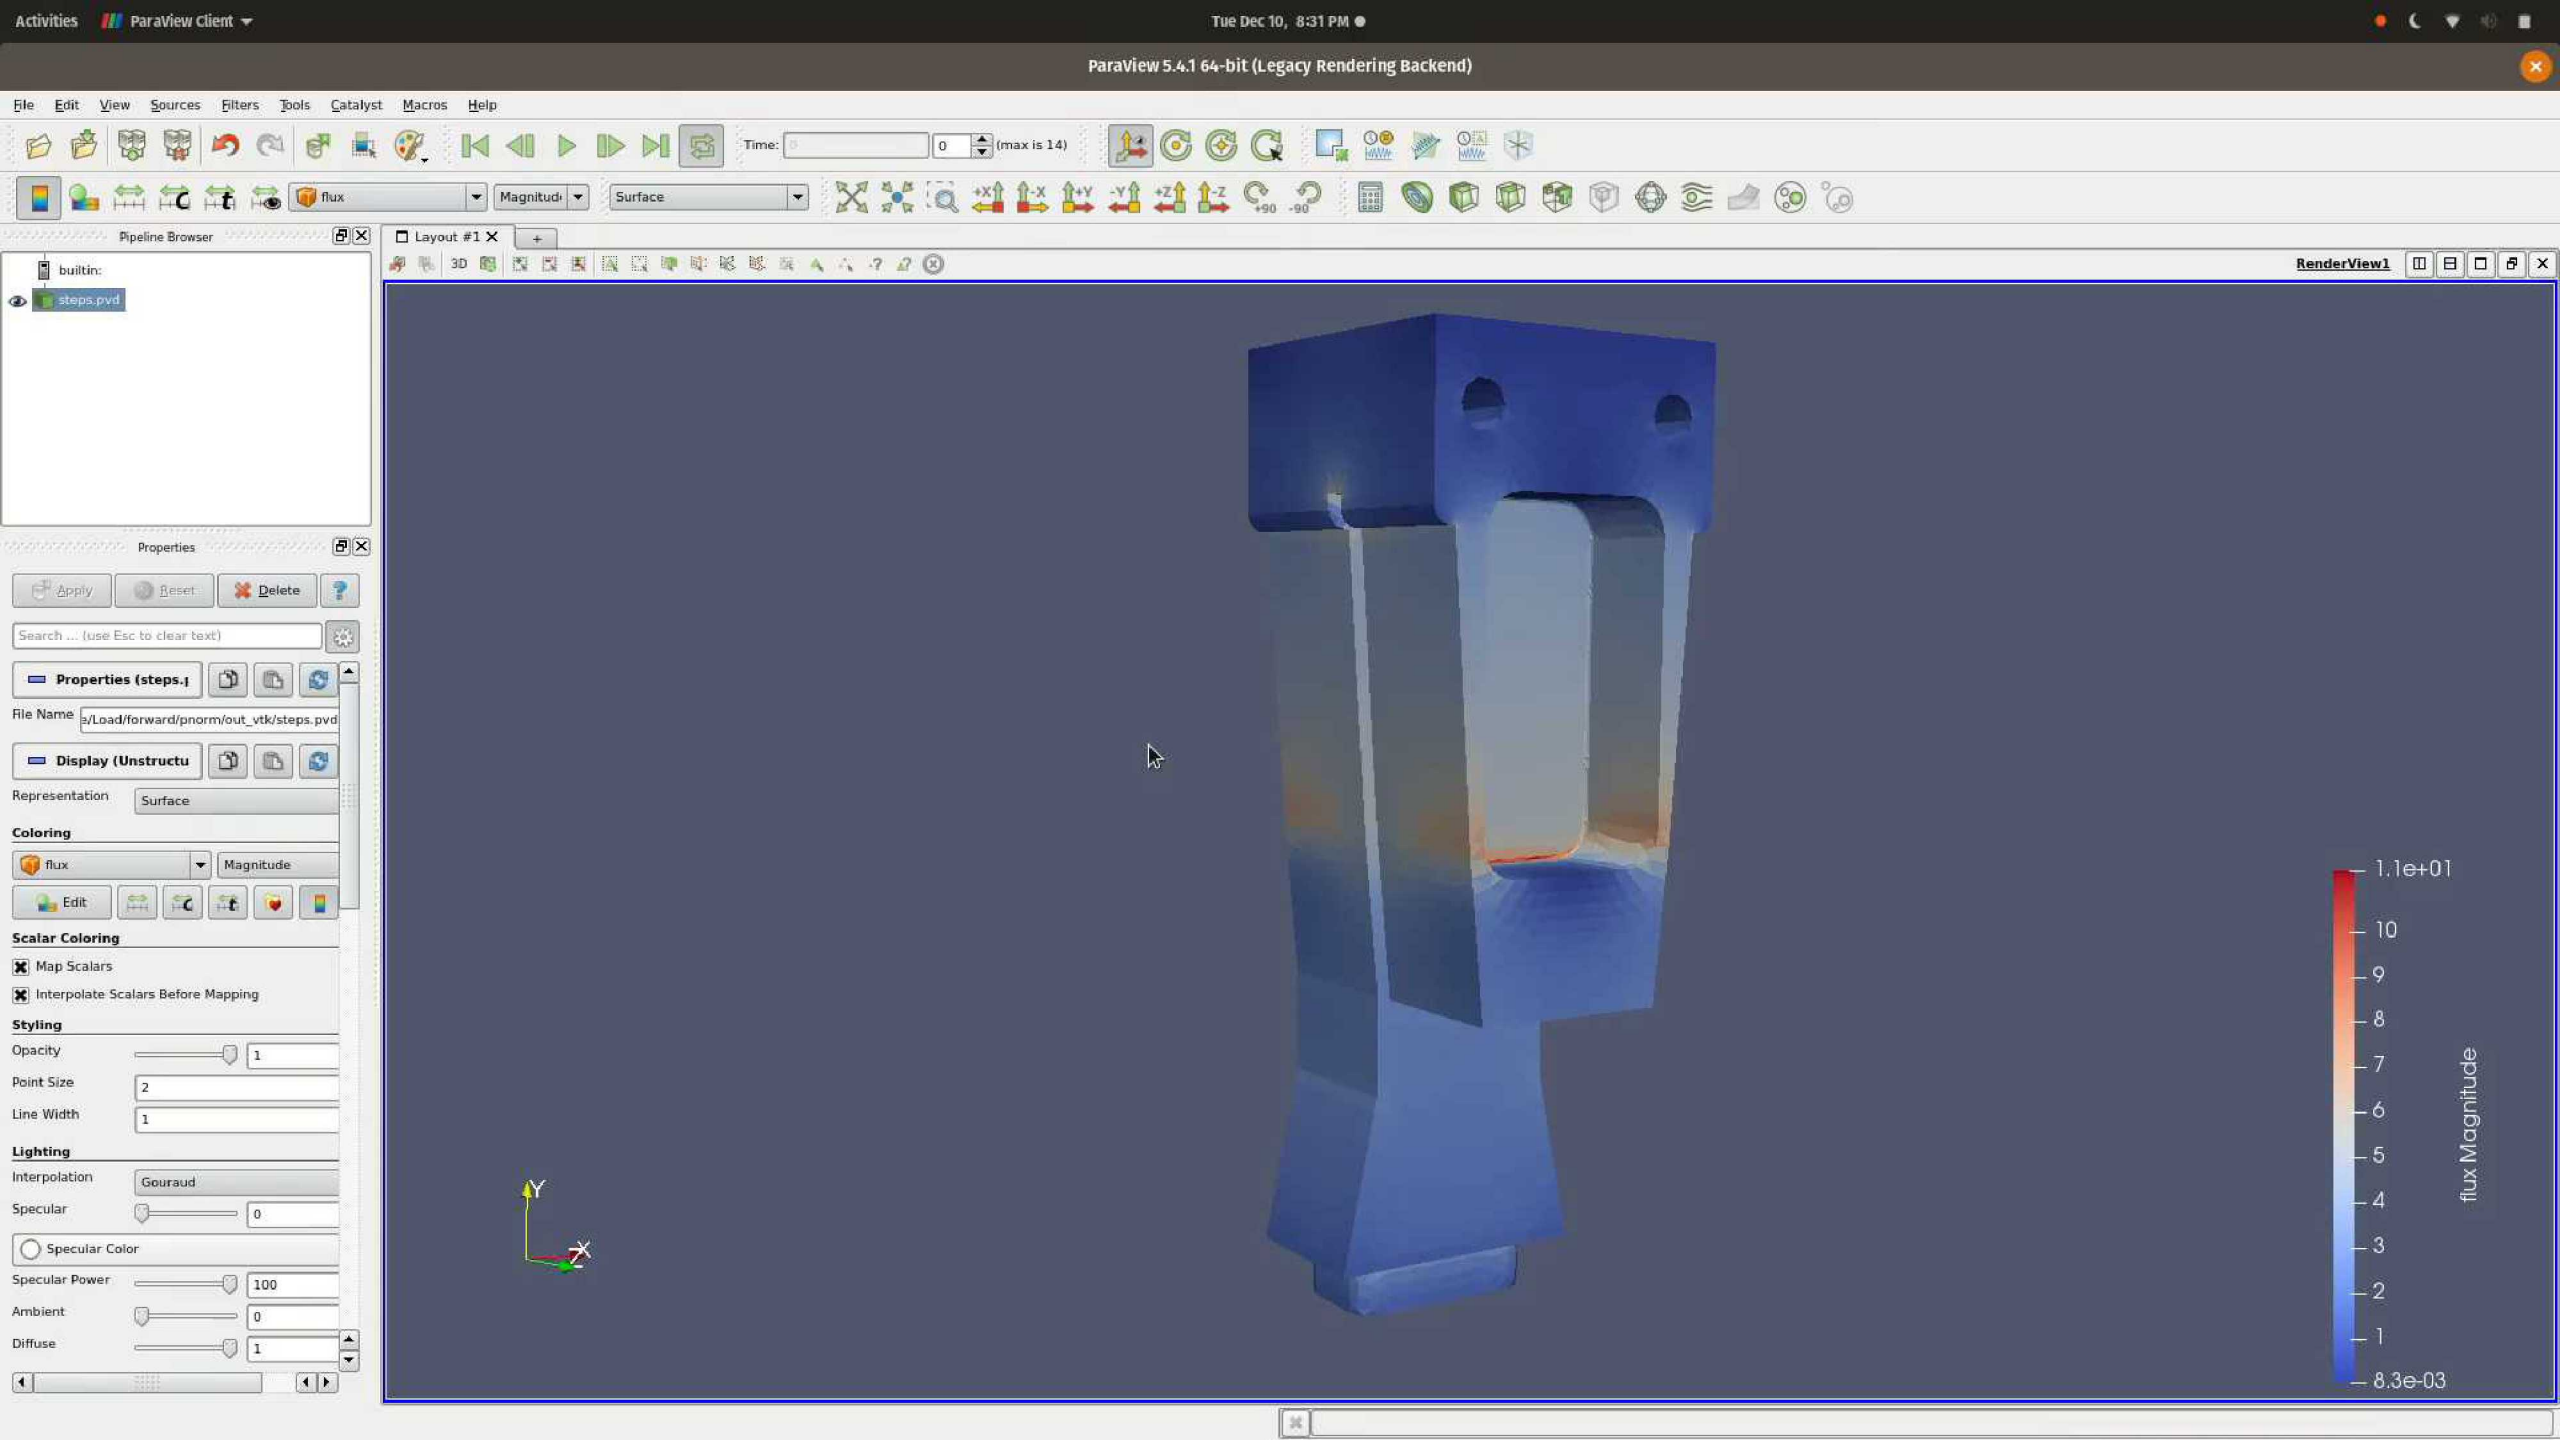 Activities ParaView Client Tue Dec 10, 8:31 PM
ParaView 5.4.1 64-bit (Legacy Rendering Backend)
File Edit View Sources Filters Tools Catalyst Macros Help
Time: 0 (max is 14)
flux Magnitud Surface +X -X +Y -Y +Z -Z +90 -90
Pipeline Browser
Layout #1
builtin:
3D
RenderView1
steps.pvd
Properties
Apply Reset Delete ?
Search ... (use Esc to clear text)
Properties (steps.p
File Name e/Load/forward/pnorm/out_vtk/steps.pvd
Display (Unstructu
Representation Surface
Coloring
flux Magnitude
Edit
Scalar Coloring
Map Scalars
Interpolate Scalars Before Mapping
Styling
Opacity 1
Point Size 2
Line Width 1
Lighting
Interpolation Gouraud
Specular 0
Specular Color
Specular Power 100
Ambient 0
Diffuse 1
Y
X
Z
1.1e+01
10
9
8
7
6
5
4
3
2
1
8.3e-03
flux Magnitude